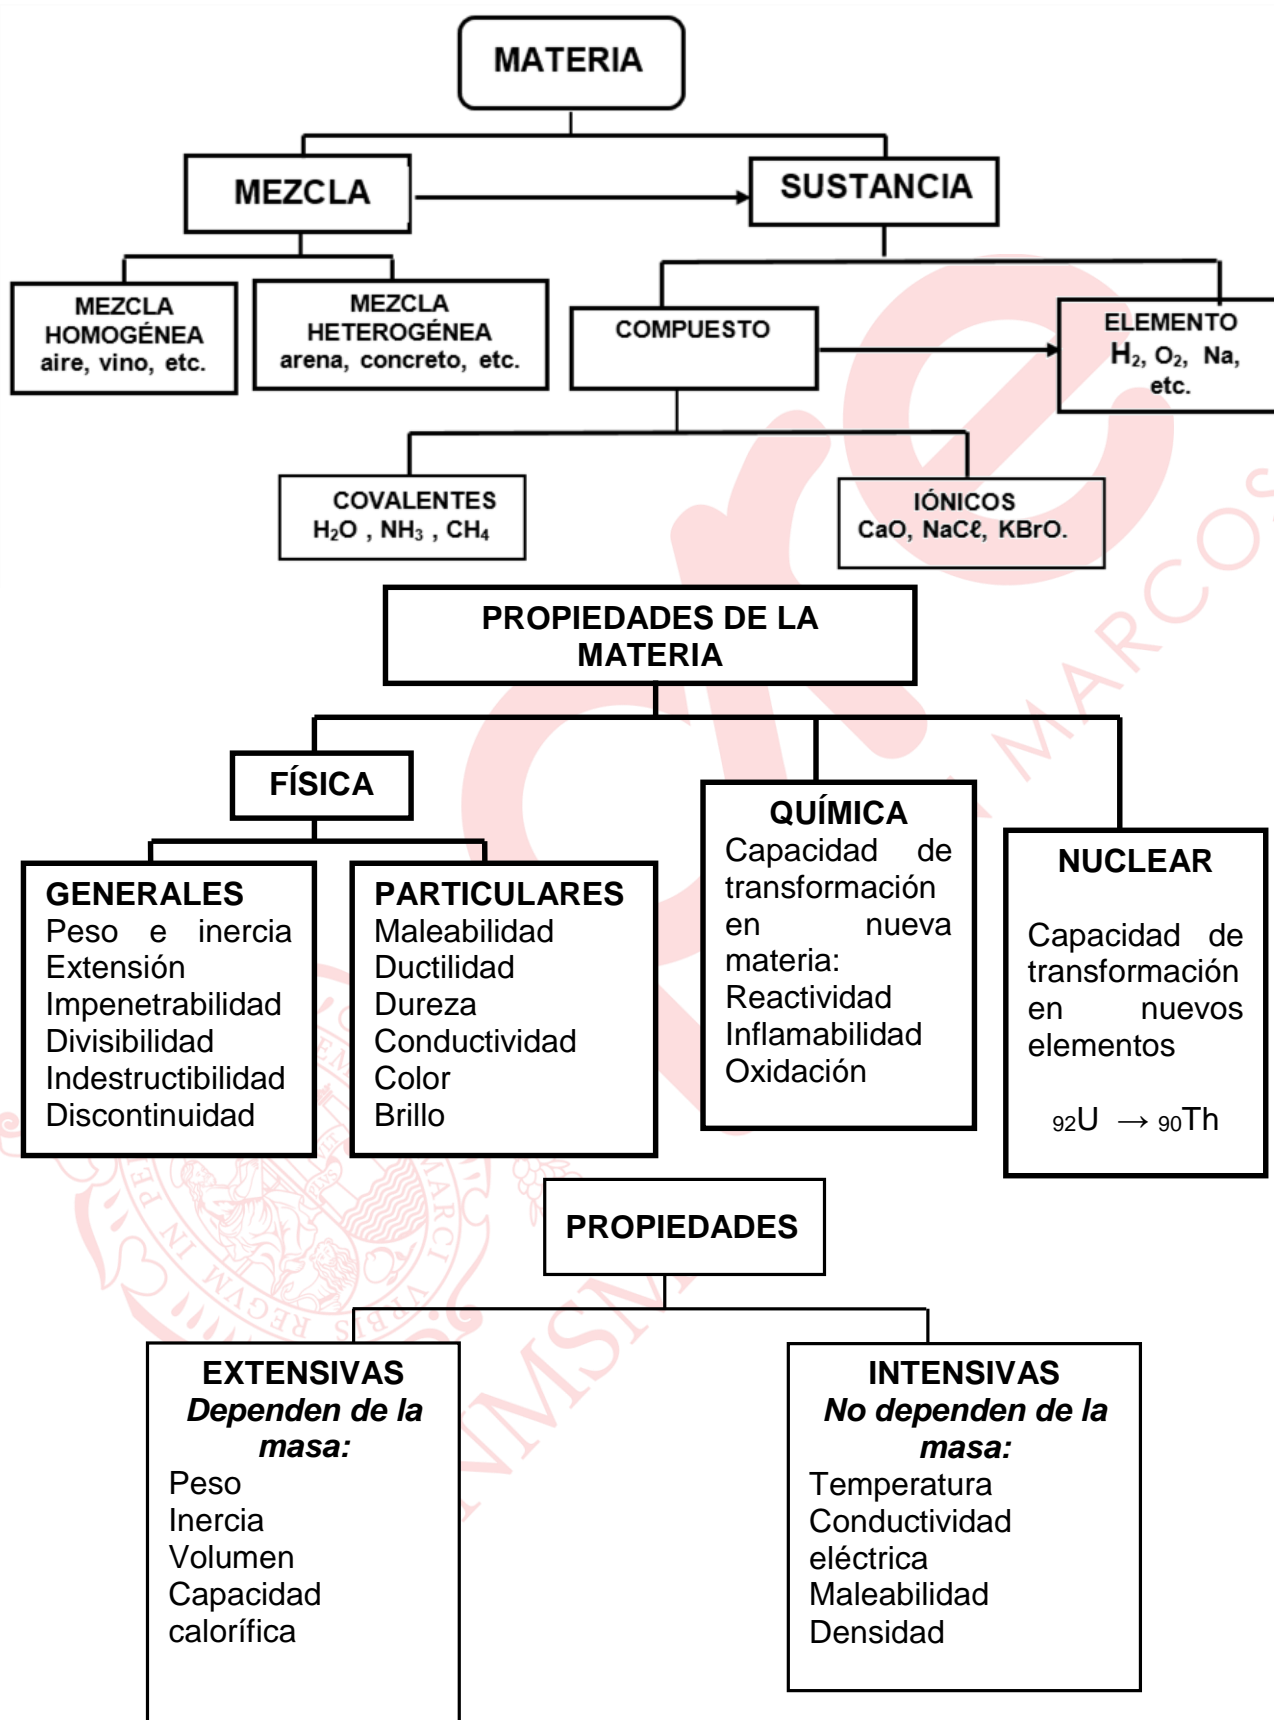 MATERIA
MEZCLA
SUSTANCIA
MEZCLA
HOMOGÉNEA
aire, vino, etc.
MEZCLA
HETEROGÉNEA
arena, concreto, etc.
COMPUESTO
ELEMENTO
H₂, O₂, Na,
etc.
COVALENTES
H₂O , NH₃ , CH₄
IÓNICOS
CaO, NaCℓ, KBrO.
PROPIEDADES DE LA
MATERIA
FÍSICA
GENERALES
Peso e inercia
Extensión
Impenetrabilidad
Divisibilidad
Indestructibilidad
Discontinuidad
PARTICULARES
Maleabilidad
Ductilidad
Dureza
Conductividad
Color
Brillo
QUÍMICA
Capacidad de
transformación
en nueva
materia:
Reactividad
Inflamabilidad
Oxidación
NUCLEAR
Capacidad de
transformación
en nuevos
elementos
₉₂U → ₉₀Th
PROPIEDADES
EXTENSIVAS
Dependen de la
masa:
Peso
Inercia
Volumen
Capacidad
calorífica
INTENSIVAS
No dependen de la
masa:
Temperatura
Conductividad
eléctrica
Maleabilidad
Densidad
MARCOS